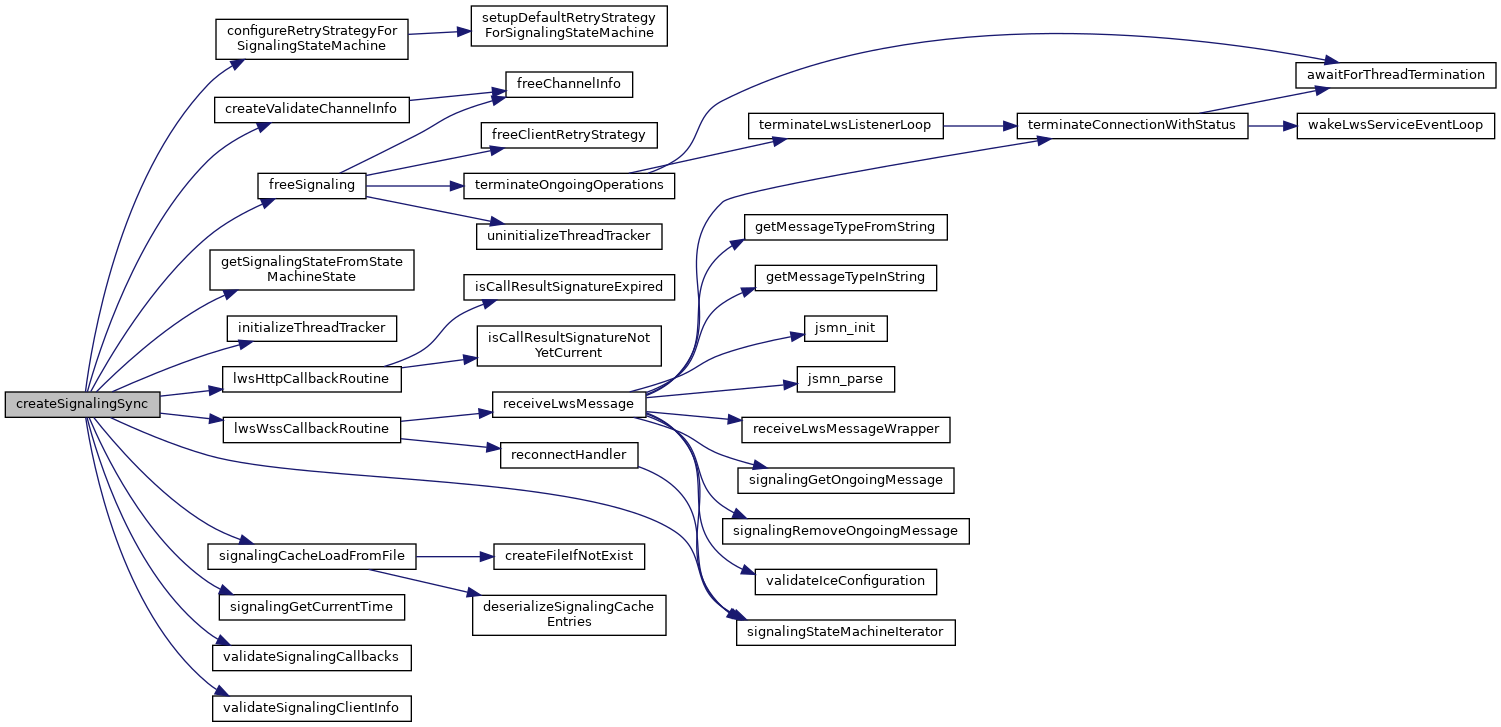 createSignalingSync
configureRetryStrategyFor
SignalingStateMachine
setupDefaultRetryStrategy
ForSignalingStateMachine
createValidateChannelInfo
freeChannelInfo
freeSignaling
freeClientRetryStrategy
terminateOngoingOperations
uninitializeThreadTracker
terminateLwsListenerLoop
terminateConnectionWithStatus
awaitForThreadTermination
wakeLwsServiceEventLoop
getSignalingStateFromState
MachineState
initializeThreadTracker
lwsHttpCallbackRoutine
isCallResultSignatureExpired
isCallResultSignatureNot
YetCurrent
lwsWssCallbackRoutine
receiveLwsMessage
reconnectHandler
getMessageTypeFromString
getMessageTypeInString
jsmn_init
jsmn_parse
receiveLwsMessageWrapper
signalingGetOngoingMessage
signalingRemoveOngoingMessage
validateIceConfiguration
signalingStateMachineIterator
signalingCacheLoadFromFile
createFileIfNotExist
deserializeSignalingCache
Entries
signalingGetCurrentTime
validateSignalingCallbacks
validateSignalingClientInfo